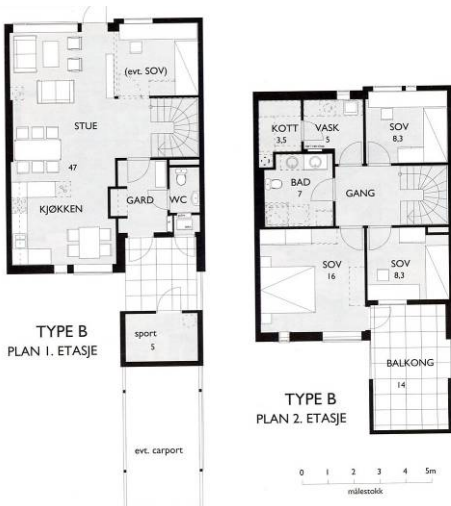 (evt. SOV)
STUE
47
KJØKKEN
GARD
WC
TYPE B
PLAN 1. ETASJE
sport
5
evt. carport
KOTT
3,5
VASK
5
SOV
8,3
BAD
7
GANG
SOV
16
SOV
8,3
BALKONG
14
TYPE B
PLAN 2. ETASJE
0 1 2 3 4 5m
målestokk